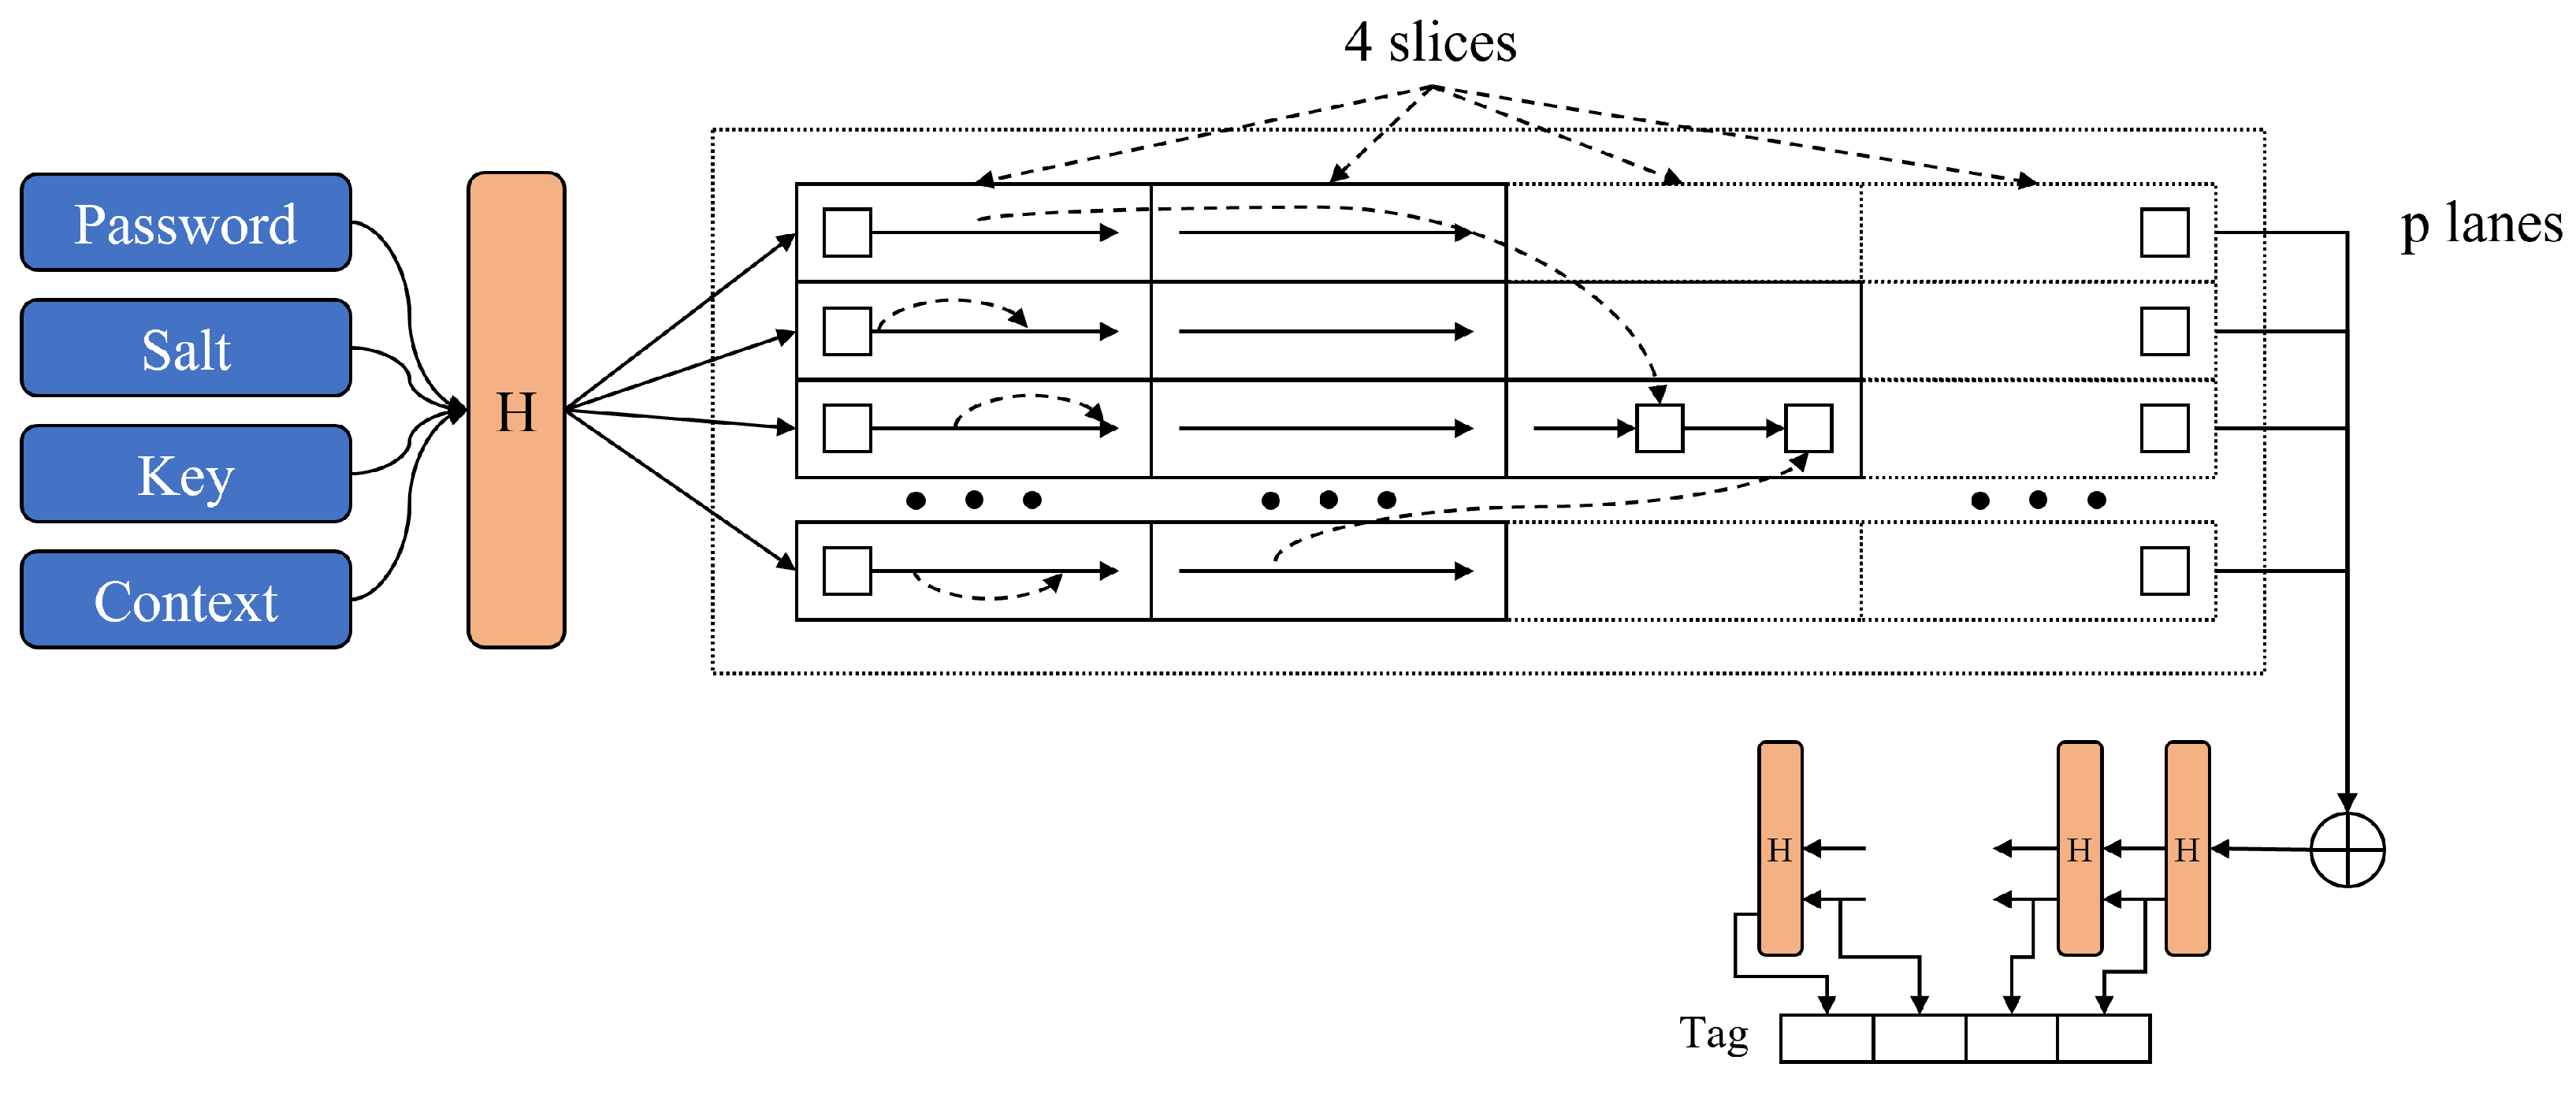 4 slices
Password
Salt
Key
Context
H
p lanes
H
H
H
Tag